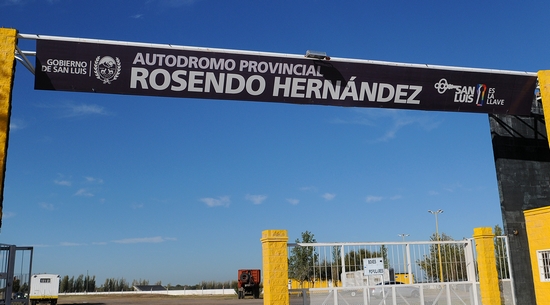 GOBIERNO
DE SAN LUIS
AUTODROMO PROVINCIAL
ROSENDO HERNÁNDEZ
SAN
LUIS
ES
LA
LLAVE